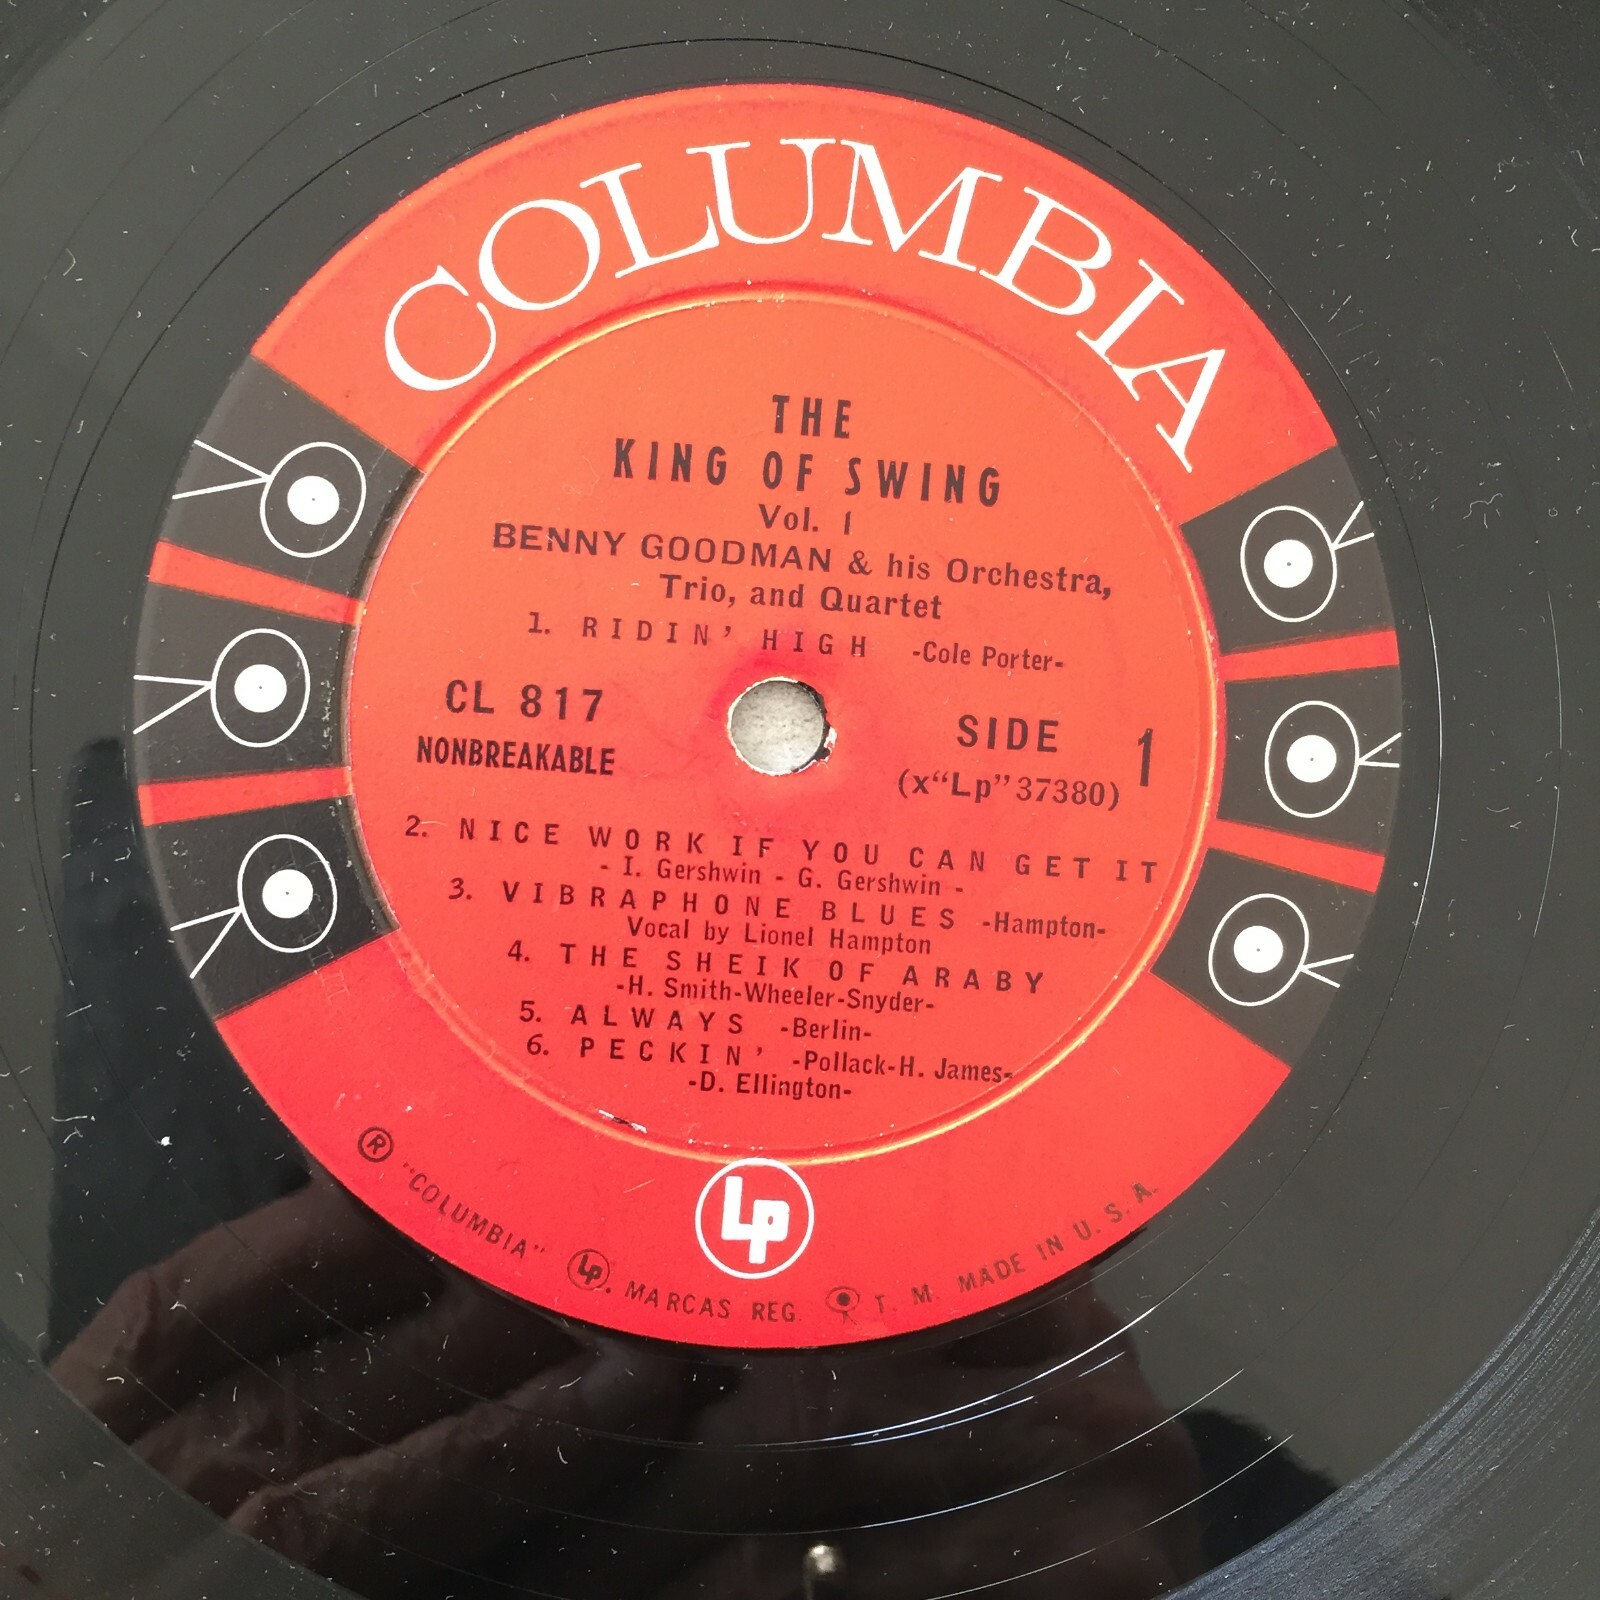 COLUMBIA
THE
KING OF SWING
Vol. 1
BENNY GOODMAN & his Orchestra,
Trio, and Quartet
1. RIDIN' HIGH -Cole Porter-
CL 817
NONBREAKABLE
SIDE 1
(x"Lp"37380)
2. NICE WORK IF YOU CAN GET IT
- I. Gershwin - G. Gershwin -
3. VIBRAPHONE BLUES -Hampton-
Vocal by Lionel Hampton
4. THE SHEIK OF ARABY
-H. Smith-Wheeler-Snyder-
5. ALWAYS -Berlin-
6. PECKIN' -Pollack-H. James-
-D. Ellington-
Lp
® "COLUMBIA" Lp. MARCAS REG. T. M. MADE IN U. S. A.